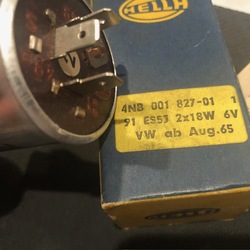 HELLA
4NB 001 827-01 1
91 ES53 2x18W 6V
VW ab Aug.65